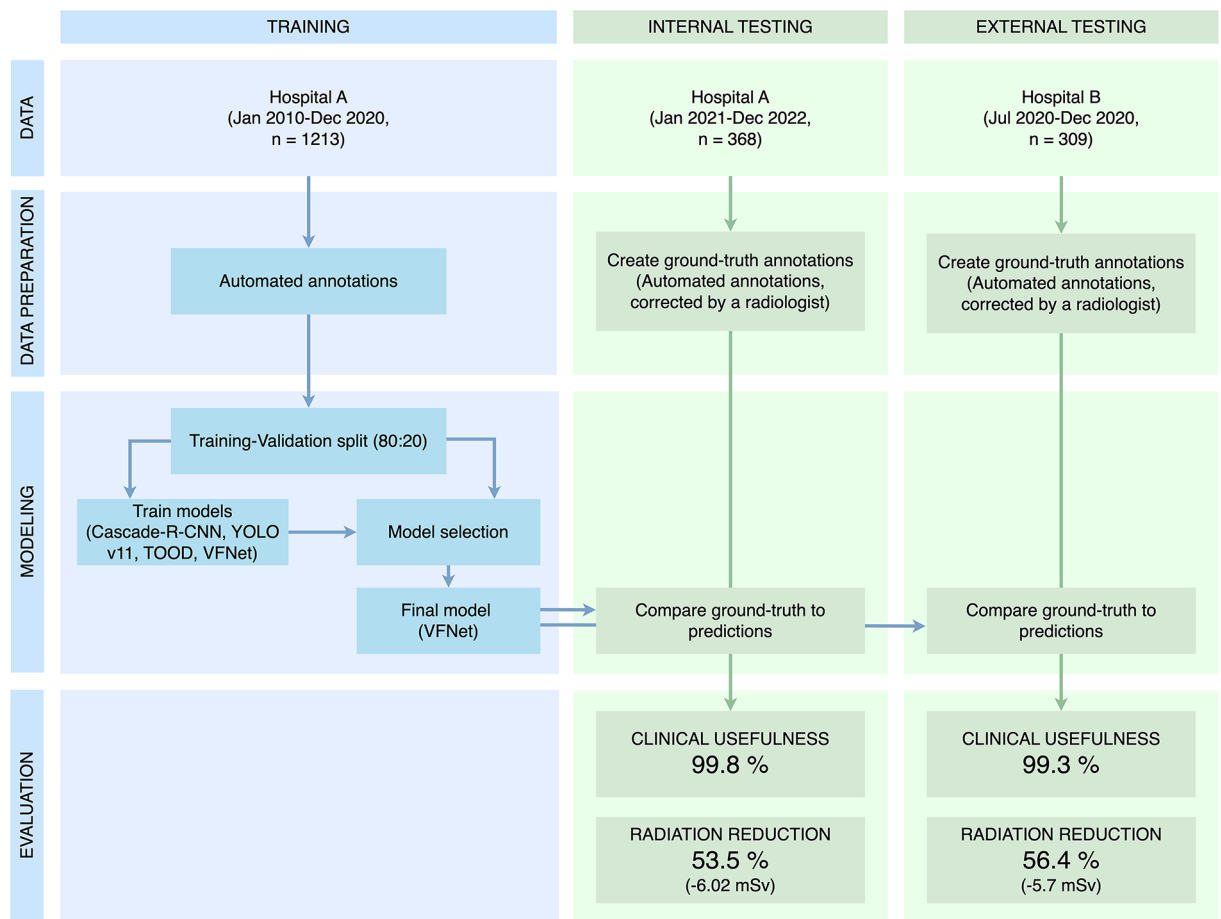 TRAINING
INTERNAL TESTING
EXTERNAL TESTING
DATA
Hospital A
(Jan 2010-Dec 2020,
n = 1213)
Hospital A
(Jan 2021-Dec 2022,
n = 368)
Hospital B
(Jul 2020-Dec 2020,
n = 309)
DATA PREPARATION
Automated annotations
Create ground-truth annotations
(Automated annotations,
corrected by a radiologist)
Create ground-truth annotations
(Automated annotations,
corrected by a radiologist)
MODELING
Training-Validation split (80:20)
Train models
(Cascade-R-CNN, YOLO
v11, TOOD, VFNet)
Model selection
Final model
(VFNet)
Compare ground-truth to
predictions
Compare ground-truth to
predictions
EVALUATION
CLINICAL USEFULNESS
99.8 %
CLINICAL USEFULNESS
99.3 %
RADIATION REDUCTION
53.5 %
(-6.02 mSv)
RADIATION REDUCTION
56.4 %
(-5.7 mSv)